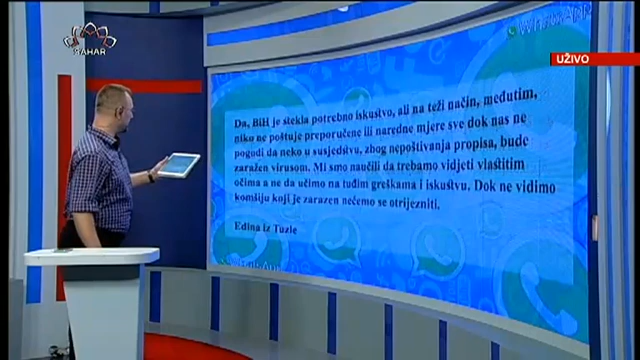 SAHAR
WhatsApp
UŽIVO
Da, BiH je stekla potrebno iskustvo, ali na teži način, međutim,
niko ne poštuje preporučene ili naredne mjere sve dok nas ne
pogodi da neko u susjedstvu, zbog nepoštivanja propisa, bude
zaražen virusom. Mi smo naučili da trebamo vidjeti vlastitim
očima a ne da učimo na tuđim greškama i iskustvu. Dok ne vidimo
komšiju koji je zarazen nećemo se otrijezniti.
Edina iz Tuzle